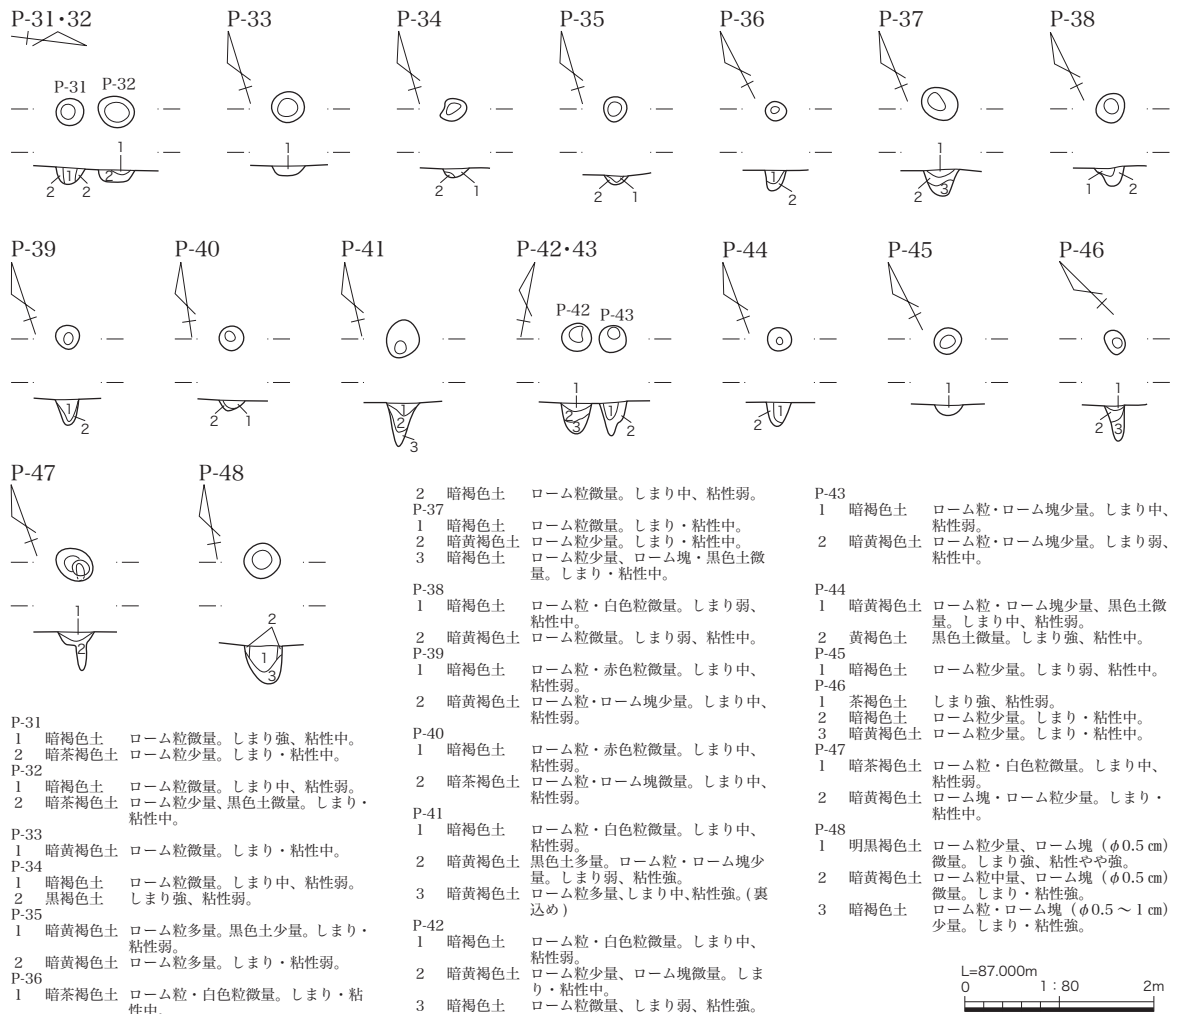 P-31・32
P-33
P-34
P-35
P-36
P-37
P-38
P-31
P-32
1
1
1
2
2
2
1
2
1
2
1
1
2
2
3
1
2
P-39
P-40
P-41
P-42・43
P-44
P-45
P-46
P-42
P-43
1
2
2
1
1
2
3
1
2
3
1
2
1
2
1
1
2
3
P-47
P-48
1
2
2
1
3
P-31
1 暗褐色土 ローム粒微量。しまり強、粘性中。
2 暗茶褐色土 ローム粒少量。しまり・粘性中。
P-32
1 暗褐色土 ローム粒微量。しまり中、粘性弱。
2 暗茶褐色土 ローム粒少量、黒色土微量。しまり・
粘性中。
P-33
1 暗黄褐色土 ローム粒微量。しまり・粘性中。
P-34
1 暗褐色土 ローム粒微量。しまり中、粘性弱。
2 黒褐色土 しまり強、粘性弱。
P-35
1 暗黄褐色土 ローム粒多量。黒色土少量。しまり・
粘性弱。
2 暗黄褐色土 ローム粒多量。しまり・粘性弱。
P-36
1 暗茶褐色土 ローム粒・白色粒微量。しまり・粘
性中。
2 暗褐色土 ローム粒微量。しまり中、粘性弱。
P-37
1 暗褐色土 ローム粒微量。しまり・粘性中。
2 暗黄褐色土 ローム粒少量。しまり・粘性中。
3 暗褐色土 ローム粒少量、ローム塊・黒色土微
量。しまり・粘性中。
P-38
1 暗褐色土 ローム粒・白色粒微量。しまり弱、
粘性中。
2 暗黄褐色土 ローム粒微量。しまり弱、粘性中。
P-39
1 暗褐色土 ローム粒・赤色粒微量。しまり中、
粘性弱。
2 暗黄褐色土 ローム粒・ローム塊少量。しまり中、
粘性弱。
P-40
1 暗褐色土 ローム粒・赤色粒微量。しまり中、
粘性弱。
2 暗茶褐色土 ローム粒・ローム塊微量。しまり中、
粘性弱。
P-41
1 暗褐色土 ローム粒・白色粒微量。しまり中、
粘性弱。
2 暗黄褐色土 黒色土多量。ローム粒・ローム塊少
量。しまり弱、粘性強。
3 暗黄褐色土 ローム粒多量、しまり中、粘性強。(裏
込め)
P-42
1 暗褐色土 ローム粒・白色粒微量。しまり中、
粘性弱。
2 暗黄褐色土 ローム粒少量、ローム塊微量。しま
り・粘性中。
3 暗褐色土 ローム粒微量、しまり弱、粘性強。
P-43
1 暗褐色土 ローム粒・ローム塊少量。しまり中、
粘性弱。
2 暗黄褐色土 ローム粒・ローム塊少量。しまり弱、
粘性中。
P-44
1 暗黄褐色土 ローム粒・ローム塊少量、黒色土微
量。しまり中、粘性弱。
2 黄褐色土 黒色土微量。しまり強、粘性中。
P-45
1 暗褐色土 ローム粒少量。しまり弱、粘性中。
P-46
1 茶褐色土 しまり強、粘性弱。
2 暗褐色土 ローム粒少量。しまり・粘性中。
3 暗黄褐色土 ローム粒少量。しまり・粘性中。
P-47
1 暗茶褐色土 ローム粒・白色粒微量。しまり中、
粘性弱。
2 暗黄褐色土 ローム塊・ローム粒少量。しまり・
粘性中。
P-48
1 明黒褐色土 ローム粒少量、ローム塊（φ0.5 ㎝）
微量。しまり強、粘性やや強。
2 暗黄褐色土 ローム粒中量、ローム塊（φ0.5 ㎝）
微量。しまり・粘性強。
3 暗褐色土 ローム粒・ローム塊（φ0.5 〜 1 ㎝）
少量。しまり・粘性強。
L=87.000m
0 1：80 2m